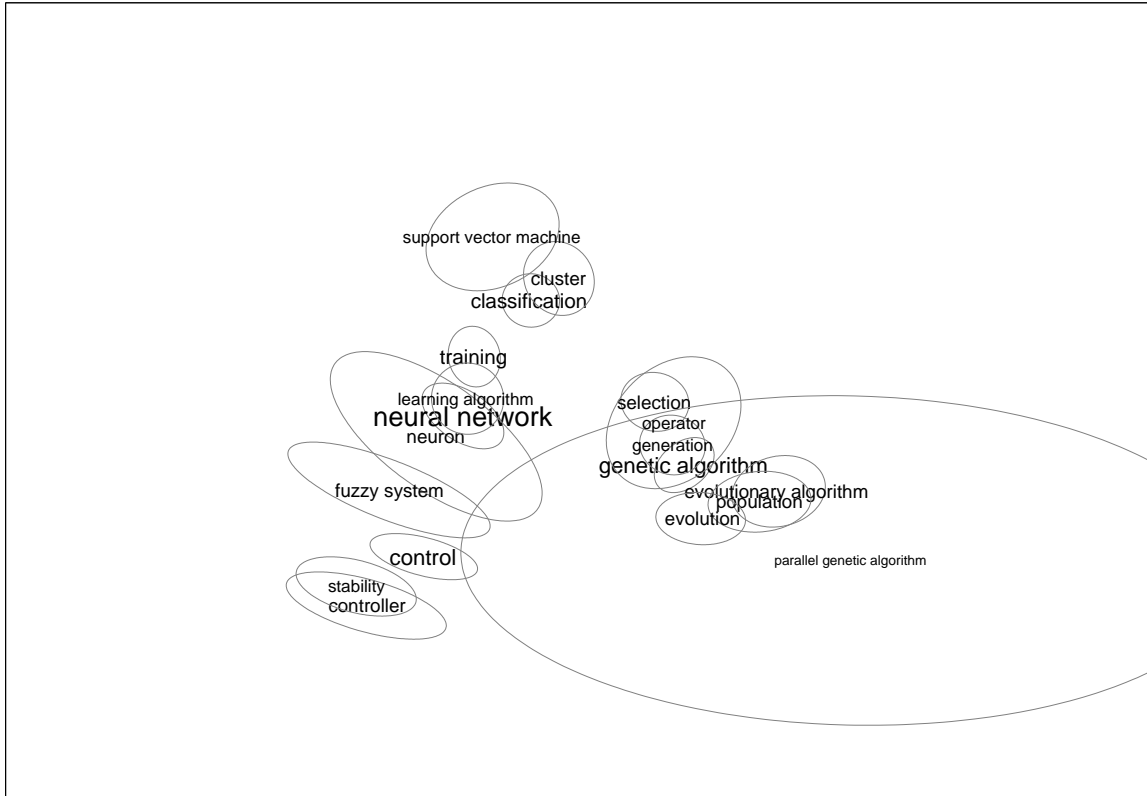 support vector machine
cluster
classification
training
learning algorithm
neural network
neuron
selection
operator
generation
genetic algorithm
fuzzy system
evolutionary algorithm
population
evolution
control
parallel genetic algorithm
stability
controller